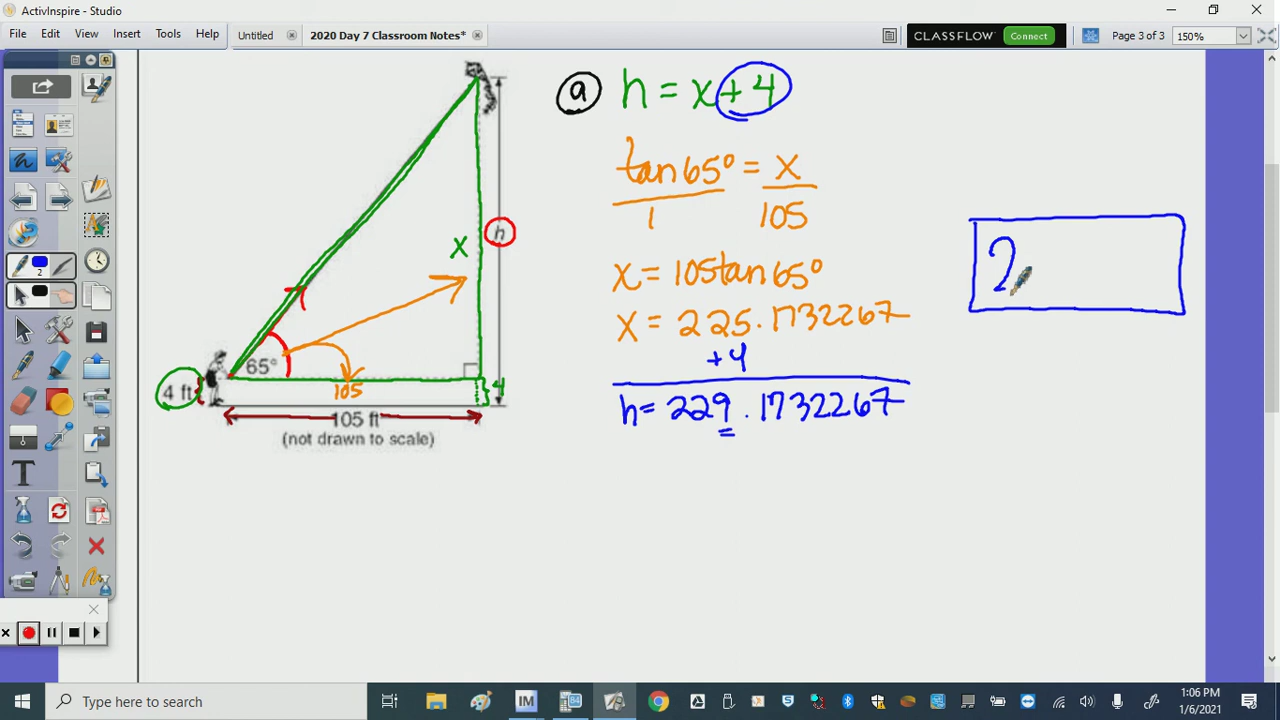 ActivInspire - Studio
File Edit View Insert Tools Help
Untitled
2020 Day 7 Classroom Notes*
CLASSFLOW
Connect
Page 3 of 3
150%
2
T
h
x
65°
4 ft
105
4
105 ft
(not drawn to scale)
a h = x + 4
tan 65° = x
1 105
x = 105tan65°
x = 225.1732267
+4
h = 229.1732267
2
Type here to search
IM
1:06 PM
1/6/2021